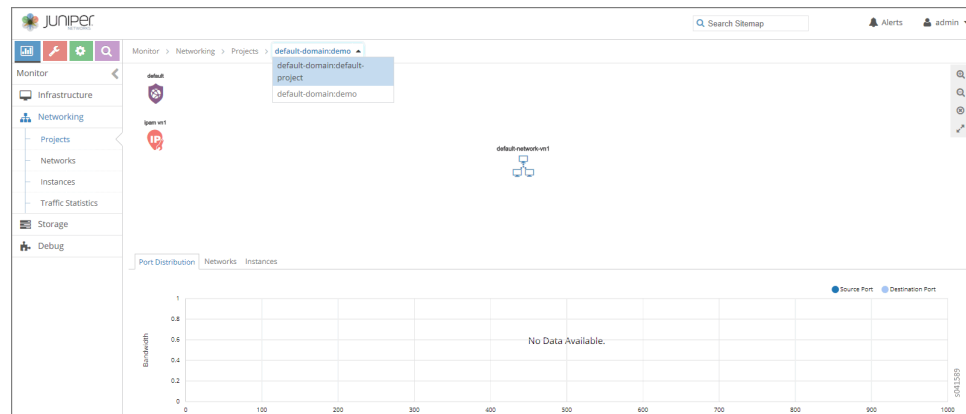 JUNIPER
NETWORKS
Search Sitemap
Alerts
admin
Monitor
Monitor > Networking > Projects > default-domain:demo
default-domain:default-
project
default-domain:demo
Infrastructure
Networking
Projects
Networks
Instances
Traffic Statistics
Storage
Debug
default
ipam vn1
IP
default-network-vn1
Port Distribution Networks Instances
Source Port Destination Port
1
0.8
0.6
0.4
0.2
0
Bandwidth
No Data Available.
0 100 200 300 400 500 600 700 800 900 1000
s041589